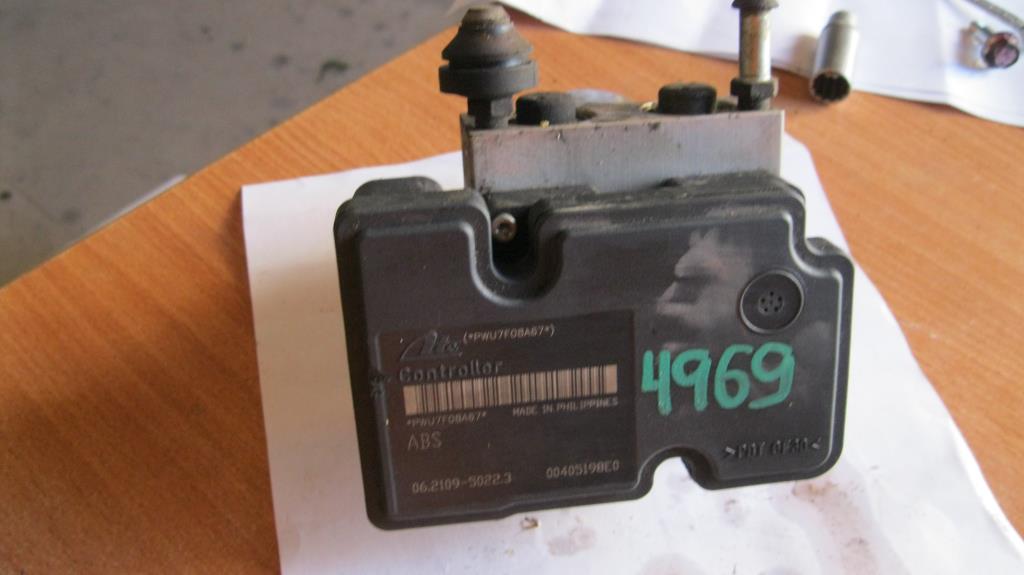 Ate (*PWU7F08A67*)
Controller
*PWU7F08A67* MADE IN PHILIPPINES
ABS
06.2109-5022.3 00405198E0
4969